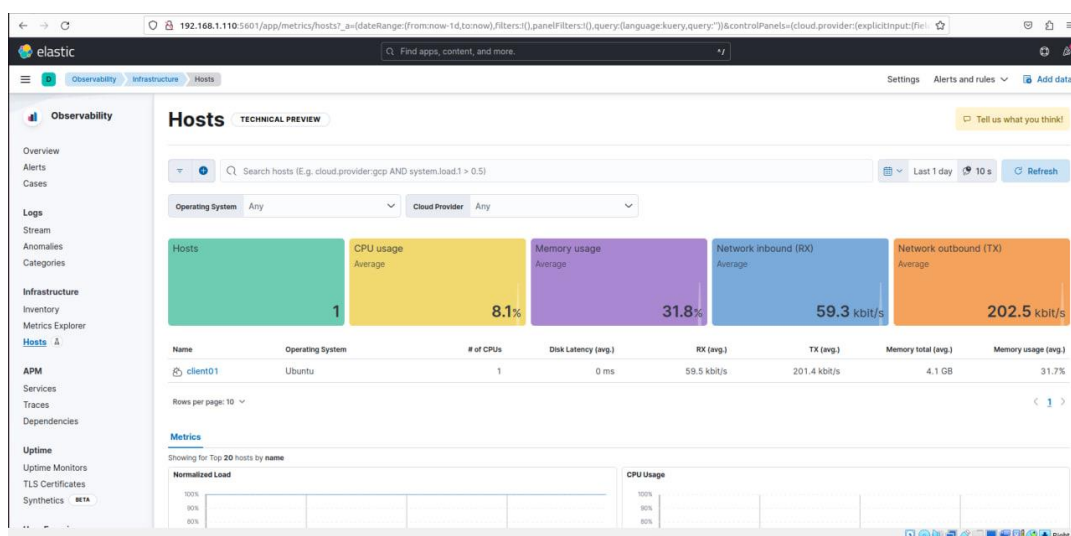 192.168.1.110:5601/app/metrics/hosts?_a=(dateRange:(from:now-1d,to:now),filters:!(),panelFilters:!(),query:(language:kuery,query:''))&controlPanels=(cloud.provider:(explicitInput:(fiel
elastic
Find apps, content, and more.
^/
D
Observability
Infrastructure
Hosts
Settings
Alerts and rules
Add data
Observability
Overview
Alerts
Cases
Logs
Stream
Anomalies
Categories
Infrastructure
Inventory
Metrics Explorer
Hosts
APM
Services
Traces
Dependencies
Uptime
Uptime Monitors
TLS Certificates
Synthetics BETA
Hosts TECHNICAL PREVIEW
Tell us what you think!
Search hosts (E.g. cloud.provider:gcp AND system.load.1 > 0.5)
Last 1 day
10 s
Refresh
Operating System Any
Cloud Provider Any
Hosts
1
CPU usage
Average
8.1%
Memory usage
Average
31.8%
Network inbound (RX)
Average
59.3 kbit/s
Network outbound (TX)
Average
202.5 kbit/s
Name Operating System # of CPUs Disk Latency (avg.) RX (avg.) TX (avg.) Memory total (avg.) Memory usage (avg.)
client01 Ubuntu 1 0 ms 59.5 kbit/s 201.4 kbit/s 4.1 GB 31.7%
Rows per page: 10
1
Metrics
Showing for Top 20 hosts by name
Normalized Load
100%
90%
80%
CPU Usage
100%
90%
80%
Right